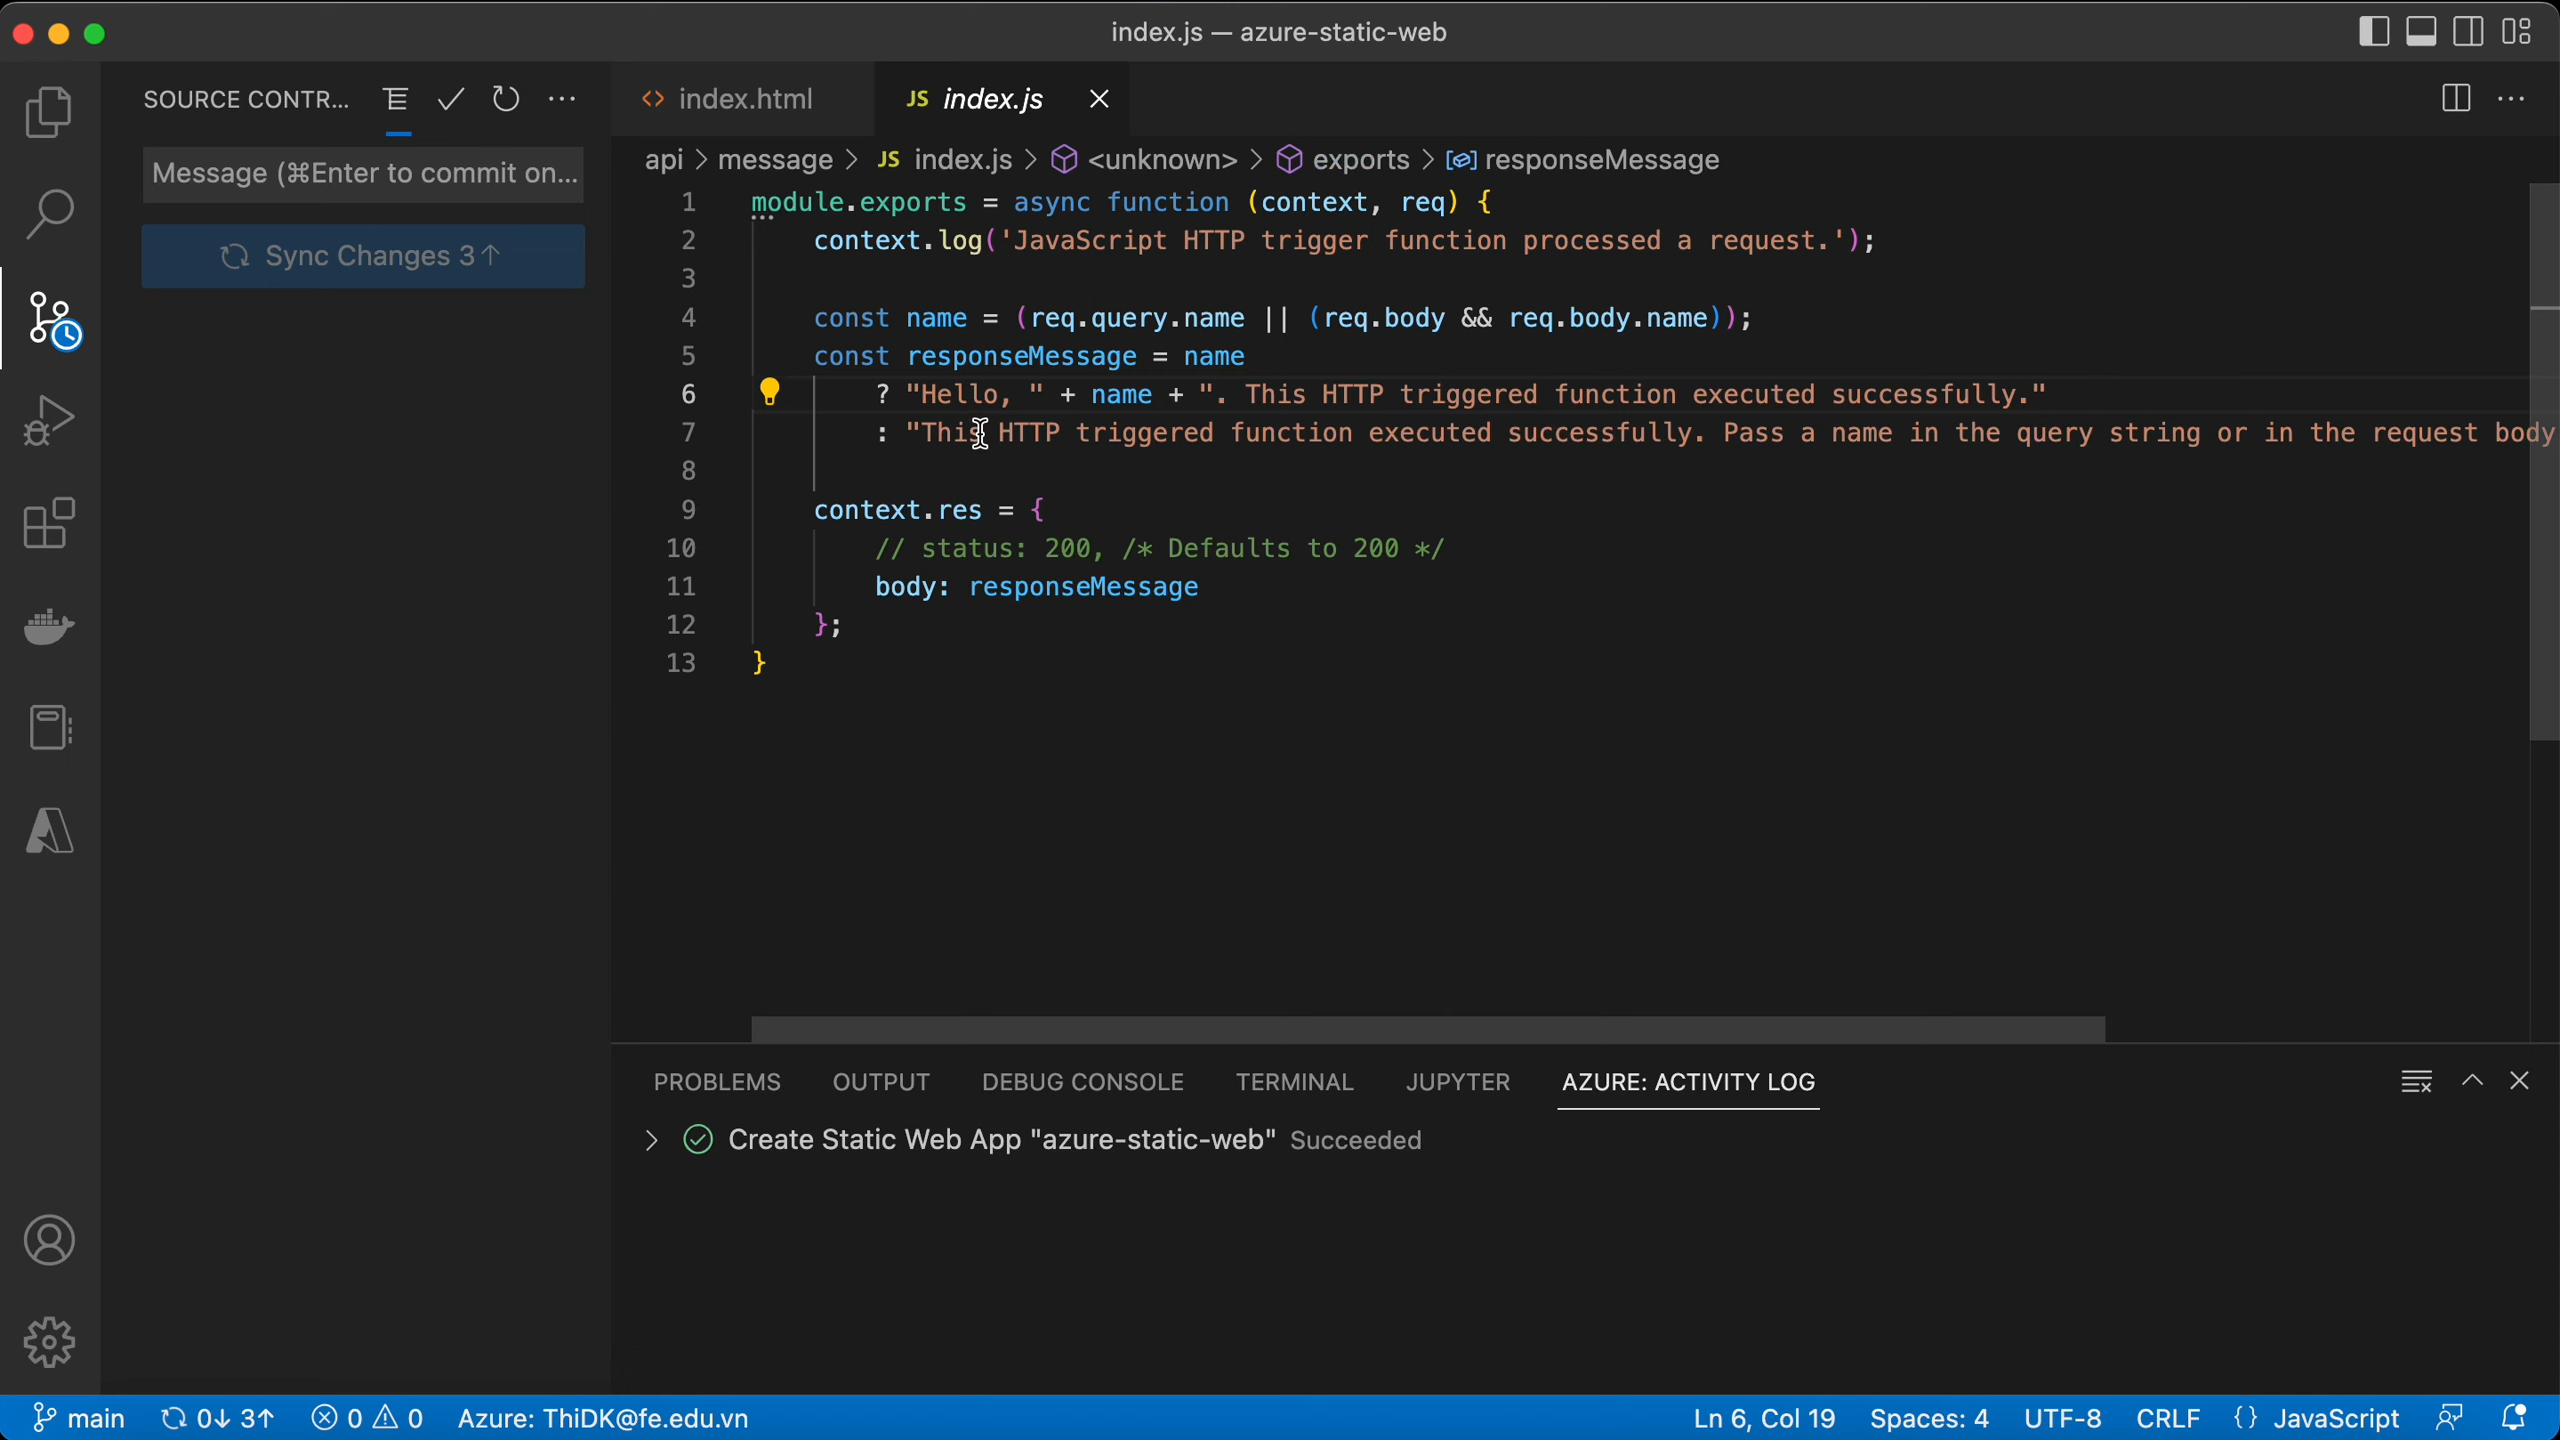 index.js — azure-static-web
SOURCE CONTR...
Message (⌘Enter to commit on...
Sync Changes 3↑
index.html
JS index.js
api > message > JS index.js > <unknown> > exports > responseMessage
1 module.exports = async function (context, req) {
2     context.log('JavaScript HTTP trigger function processed a request.');
3
4     const name = (req.query.name || (req.body && req.body.name));
5     const responseMessage = name
6         ? "Hello, " + name + ". This HTTP triggered function executed successfully."
7         : "This HTTP triggered function executed successfully. Pass a name in the query string or in the request body
8
9     context.res = {
10         // status: 200, /* Defaults to 200 */
11         body: responseMessage
12     };
13 }
PROBLEMS OUTPUT DEBUG CONSOLE TERMINAL JUPYTER AZURE: ACTIVITY LOG
Create Static Web App "azure-static-web" Succeeded
main 0↓ 3↑ 0 0 Azure: ThiDK@fe.edu.vn Ln 6, Col 19 Spaces: 4 UTF-8 CRLF {} JavaScript